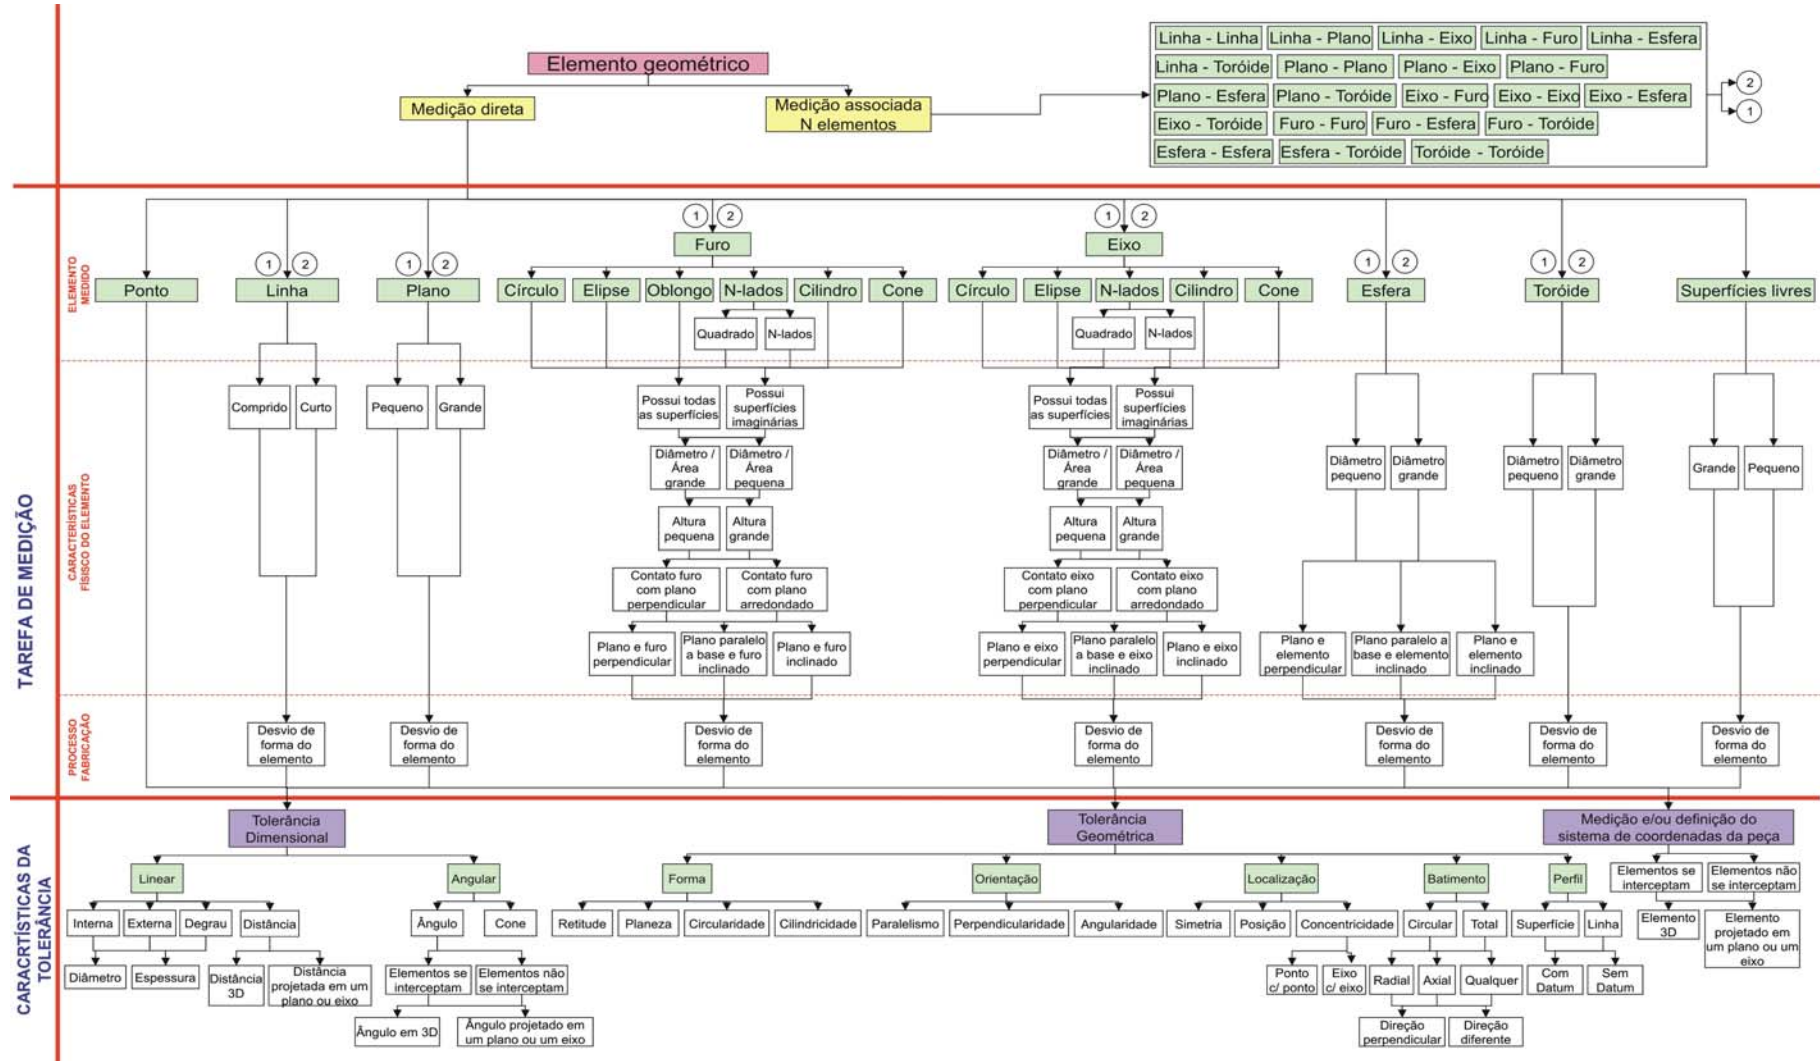 Elemento geométrico
Medição direta
Medição associada
N elementos
Linha - Linha
Linha - Plano
Linha - Eixo
Linha - Furo
Linha - Esfera
Linha - Toróide
Plano - Plano
Plano - Eixo
Plano - Furo
Plano - Esfera
Plano - Toróide
Eixo - Furo
Eixo - Eixo
Eixo - Esfera
Eixo - Toróide
Furo - Furo
Furo - Esfera
Furo - Toróide
Esfera - Esfera
Esfera - Toróide
Toróide - Toróide
2
1
TAREFA DE MEDIÇÃO
ELEMENTO
MEDIDO
1 2
1 2
1 2
1 2
1 2
1 2
Furo
Eixo
Ponto
Linha
Plano
Círculo
Elipse
Oblongo
N-lados
Cilindro
Cone
Círculo
Elipse
N-lados
Cilindro
Cone
Esfera
Toróide
Superfícies livres
Quadrado
N-lados
Quadrado
N-lados
CARACTERÍSTICAS
FÍSISCO DO ELEMENTO
Comprido
Curto
Pequeno
Grande
Possui todas
as superfícies
Possui
superfícies
imaginárias
Diâmetro /
Área
grande
Diâmetro /
Área
pequena
Altura
pequena
Altura
grande
Contato furo
com plano
perpendicular
Contato furo
com plano
arredondado
Plano e furo
perpendicular
Plano paralelo
a base e furo
inclinado
Plano e furo
inclinado
Possui todas
as superfícies
Possui
superfícies
imaginárias
Diâmetro /
Área
grande
Diâmetro /
Área
pequena
Altura
pequena
Altura
grande
Contato eixo
com plano
perpendicular
Contato eixo
com plano
arredondado
Plano e eixo
perpendicular
Plano paralelo
a base e eixo
inclinado
Plano e eixo
inclinado
Diâmetro
pequeno
Diâmetro
grande
Plano e
elemento
perpendicular
Plano paralelo a
base e elemento
inclinado
Plano e
elemento
inclinado
Diâmetro
pequeno
Diâmetro
grande
Grande
Pequeno
PROCESSO
FABRICAÇÃO
Desvio de
forma do
elemento
Desvio de
forma do
elemento
Desvio de
forma do
elemento
Desvio de
forma do
elemento
Desvio de
forma do
elemento
Desvio de
forma do
elemento
Desvio de
forma do
elemento
CARACRTÍSTICAS DA
TOLERÂNCIA
Tolerância
Dimensional
Tolerância
Geométrica
Medição e/ou definição do
sistema de coordenadas da peça
Linear
Angular
Forma
Orientação
Localização
Batimento
Perfil
Elementos se
interceptam
Elementos não
se interceptam
Interna
Externa
Degrau
Distância
Ângulo
Cone
Retitude
Planeza
Circularidade
Cilindricidade
Paralelismo
Perpendicularidade
Angularidade
Simetria
Posição
Concentricidade
Circular
Total
Superfície
Linha
Elemento
3D
Elemento
projetado em
um plano ou um
eixo
Diâmetro
Espessura
Distância
3D
Distância
projetada em um
plano ou eixo
Elementos se
interceptam
Elementos não
se interceptam
Ponto
c/ ponto
Eixo
c/ eixo
Radial
Axial
Qualquer
Com
Datum
Sem
Datum
Ângulo em 3D
Ângulo projetado em
um plano ou um eixo
Direção
perpendicular
Direção
diferente